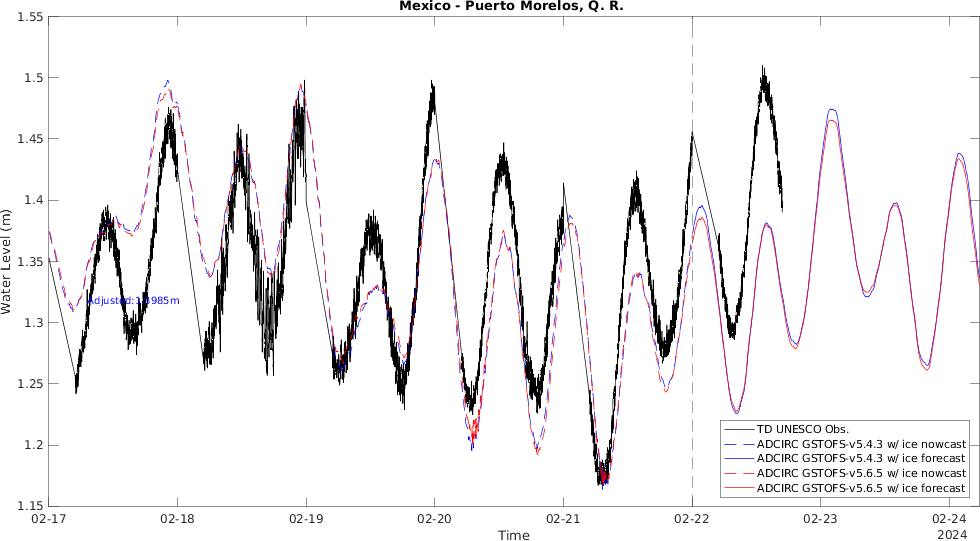 Mexico - Puerto Morelos, Q. R.
1.55
1.5
1.45
1.4
1.35
1.3
1.25
1.2
1.15
Water Level (m)
02-17
02-18
02-19
02-20
02-21
02-22
02-23
02-24
Time
2024
TD UNESCO Obs.
ADCIRC GSTOFS-v5.4.3 w/ ice nowcast
ADCIRC GSTOFS-v5.4.3 w/ ice forecast
ADCIRC GSTOFS-v5.6.5 w/ ice nowcast
ADCIRC GSTOFS-v5.6.5 w/ ice forecast